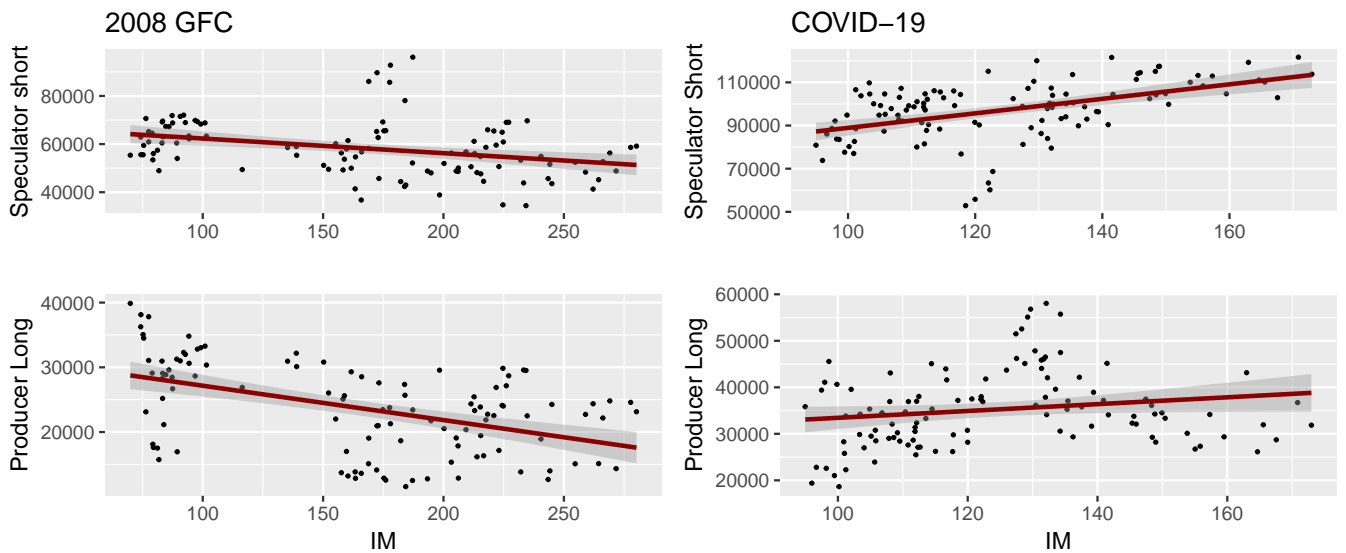 2008 GFC
Speculator short
80000
60000
40000
100 150 200 250
COVID−19
Speculator Short
110000
90000
70000
50000
100 120 140 160
Producer Long
40000
30000
20000
100 150 200 250
IM
Producer Long
60000
50000
40000
30000
20000
100 120 140 160
IM